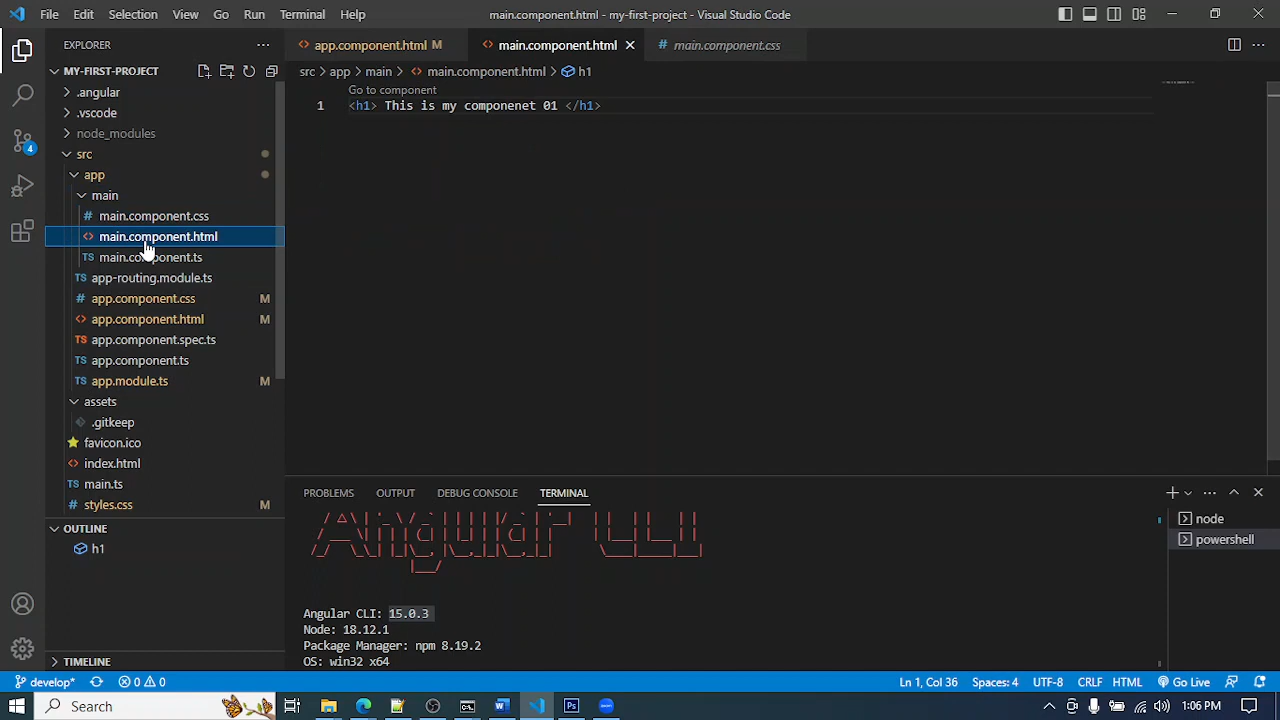 File Edit Selection View Go Run Terminal Help main.component.html - my-first-project - Visual Studio Code
EXPLORER
MY-FIRST-PROJECT
.angular
.vscode
node_modules
src
app
main
main.component.css
main.component.html
main.component.ts
app-routing.module.ts
app.component.css M
app.component.html M
app.component.spec.ts
app.component.ts
app.module.ts M
assets
.gitkeep
favicon.ico
index.html
main.ts
styles.css M
OUTLINE
h1
TIMELINE
app.component.html M main.component.html main.component.css
src > app > main > main.component.html > h1
Go to component
1 <h1> This is my componenet 01 </h1>
PROBLEMS OUTPUT DEBUG CONSOLE TERMINAL
Angular CLI
Angular CLI: 15.0.3
Node: 18.12.1
Package Manager: npm 8.19.2
OS: win32 x64
node
powershell
4
develop* 0 0 Ln 1, Col 36 Spaces: 4 UTF-8 CRLF HTML Go Live
Search 1:06 PM